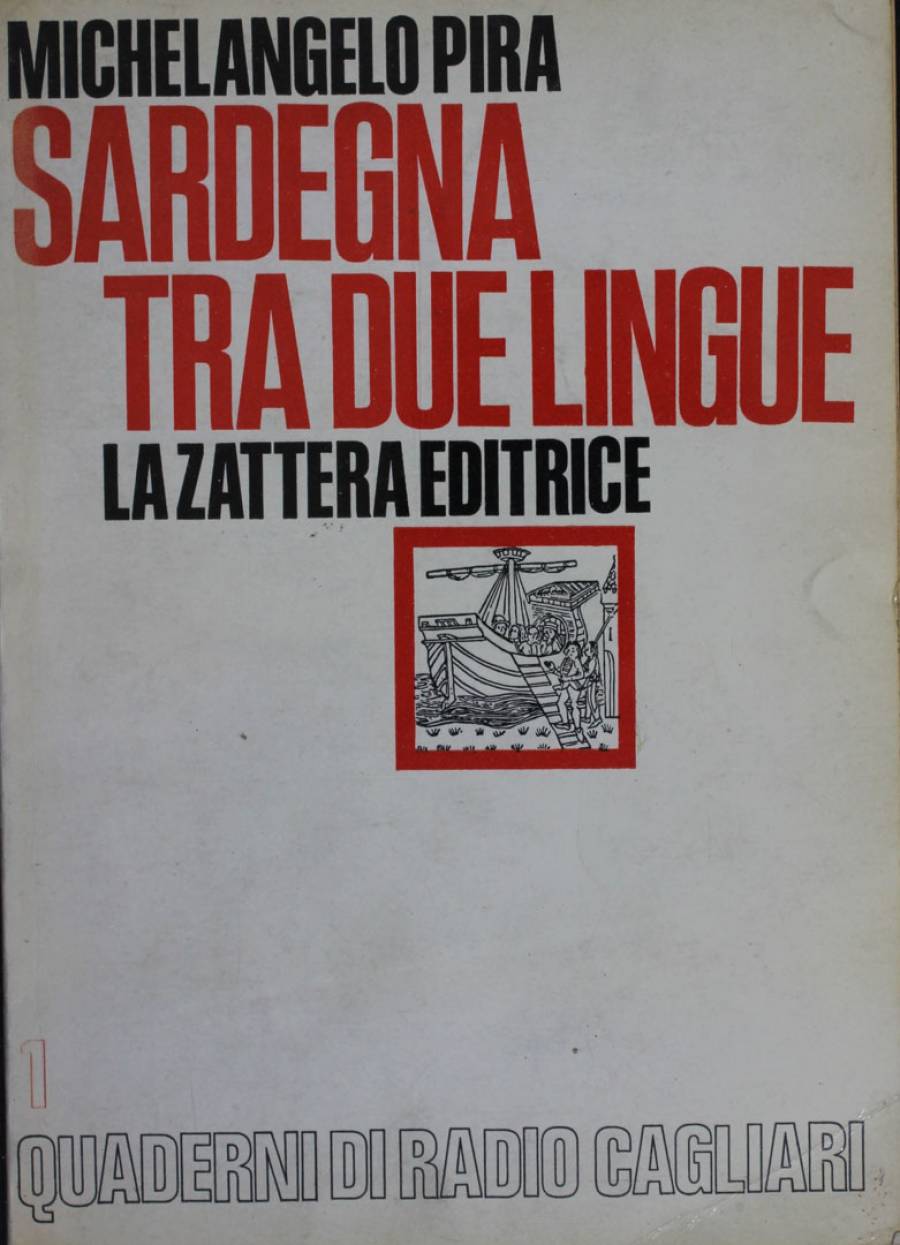 MICHELANGELO PIRA
SARDEGNA
TRA DUE LINGUE
LA ZATTERA EDITRICE
1
QUADERNI DI RADIO CAGLIARI